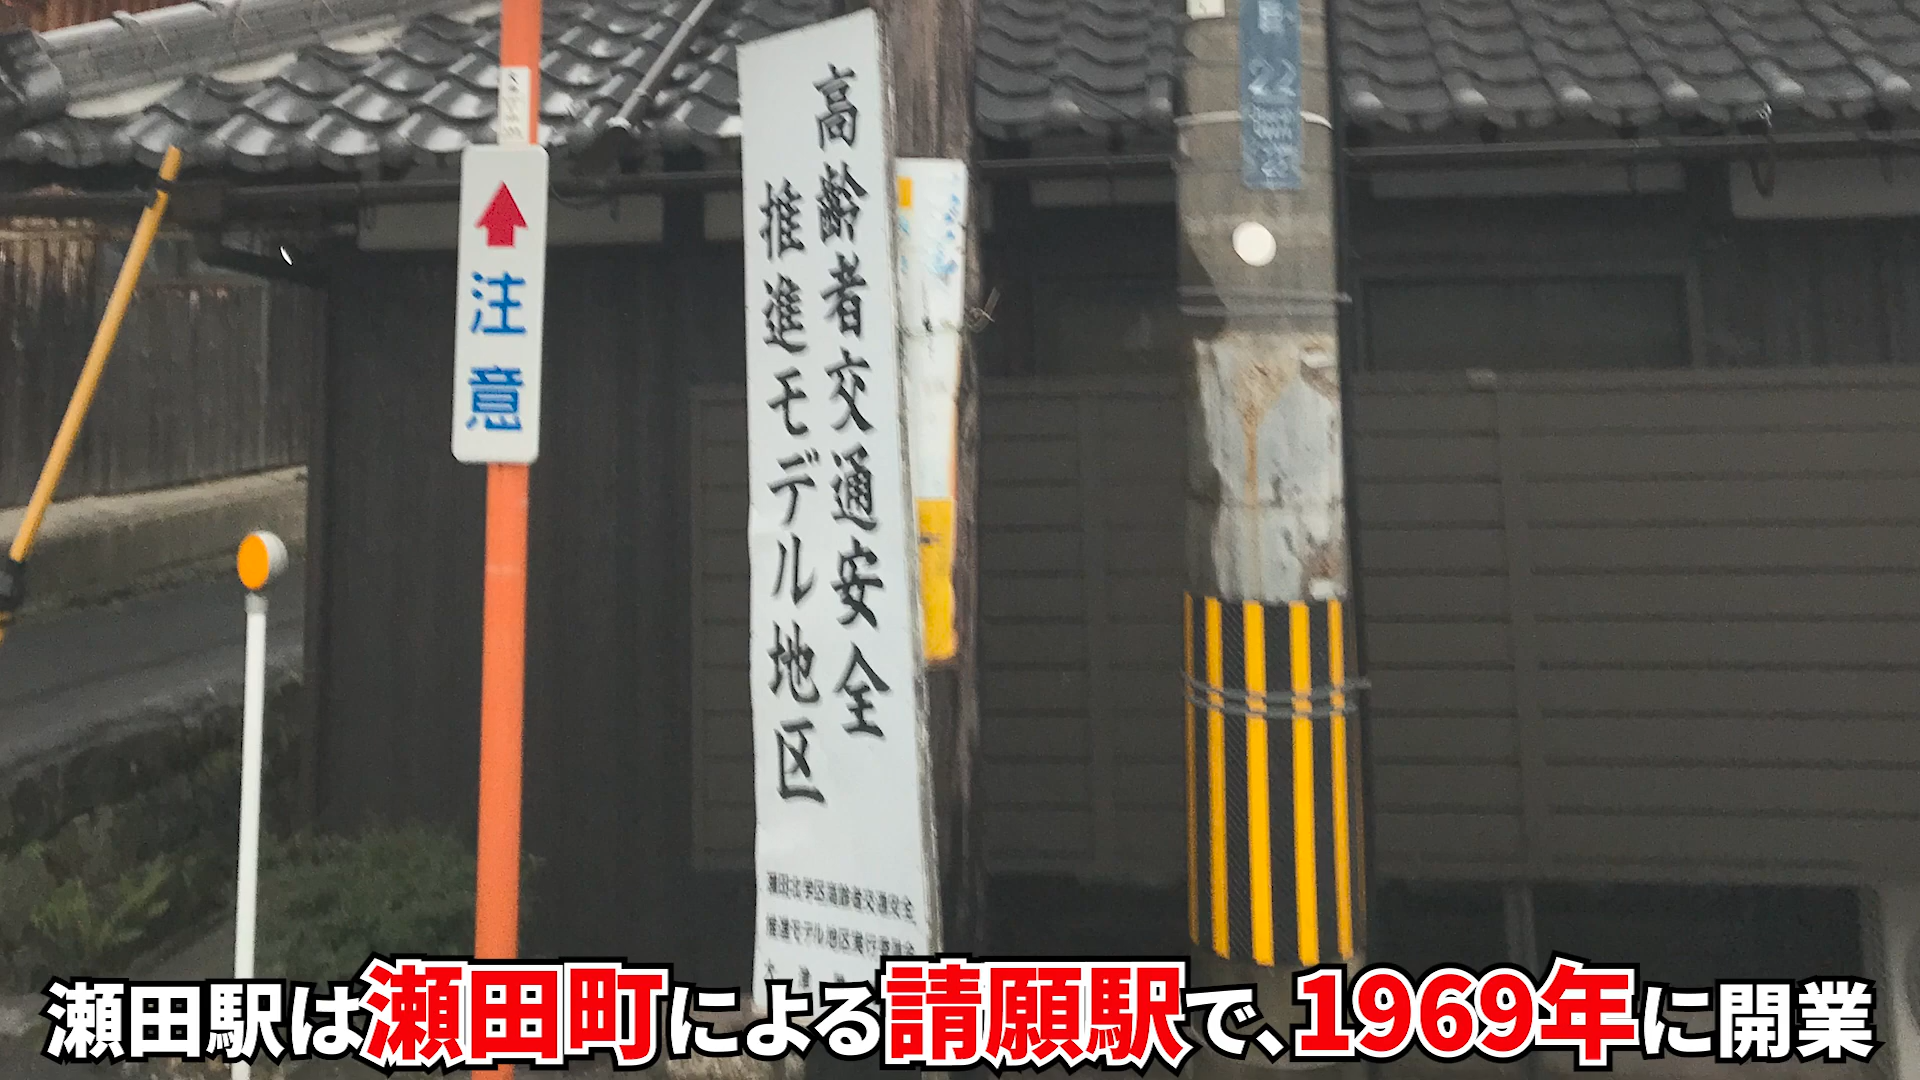 注意
高齢者交通安全
推進モデル地区
瀬田北学区高齢者交通安全
推進モデル地区実行委員会
22
瀬田駅は瀬田町による請願駅で、1969年に開業